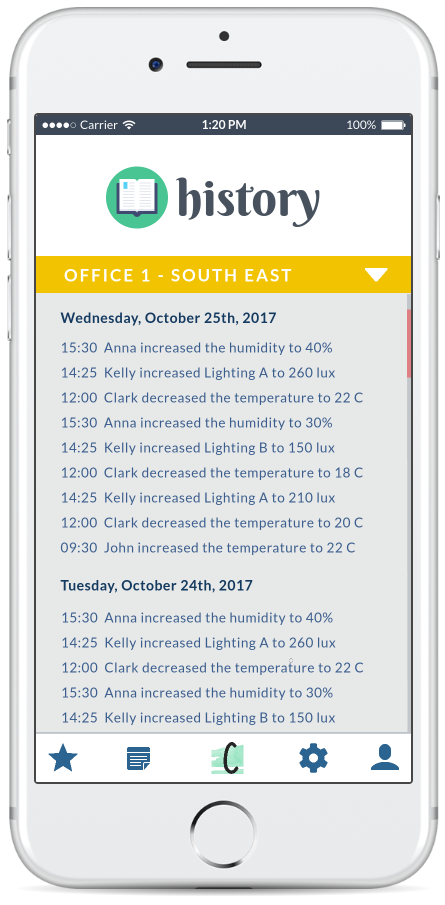 Carrier 1:20 PM 100%
history
OFFICE 1 - SOUTH EAST
Wednesday, October 25th, 2017
15:30 Anna increased the humidity to 40%
14:25 Kelly increased Lighting A to 260 lux
12:00 Clark decreased the temperature to 22 C
15:30 Anna increased the humidity to 30%
14:25 Kelly increased Lighting B to 150 lux
12:00 Clark decreased the temperature to 18 C
14:25 Kelly increased Lighting A to 210 lux
12:00 Clark decreased the temperature to 20 C
09:30 John increased the temperature to 22 C
Tuesday, October 24th, 2017
15:30 Anna increased the humidity to 40%
14:25 Kelly increased Lighting A to 260 lux
12:00 Clark decreased the temperature to 22 C
15:30 Anna increased the humidity to 30%
14:25 Kelly increased Lighting B to 150 lux
C